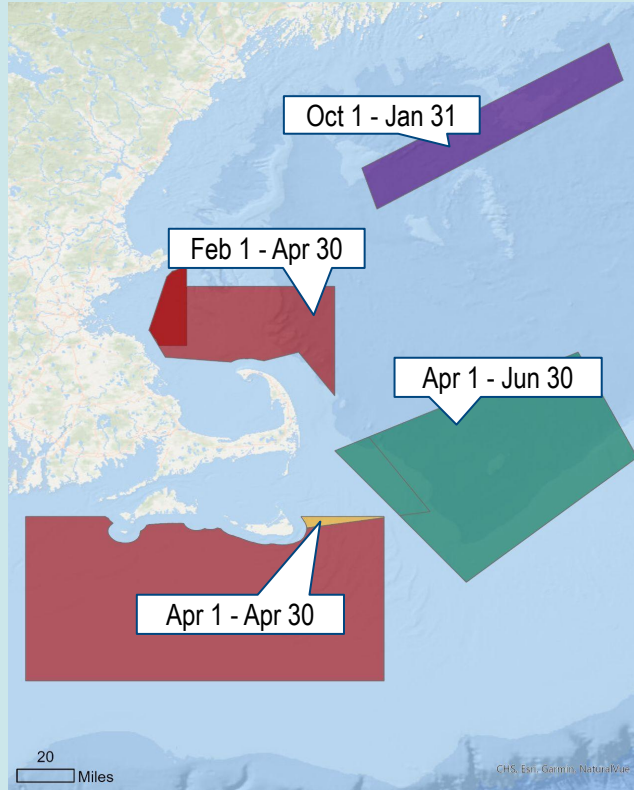 Oct 1 - Jan 31
Feb 1 - Apr 30
Apr 1 - Jun 30
Apr 1 - Apr 30
20
Miles
CHS, Esri, Garmin, NaturalVue